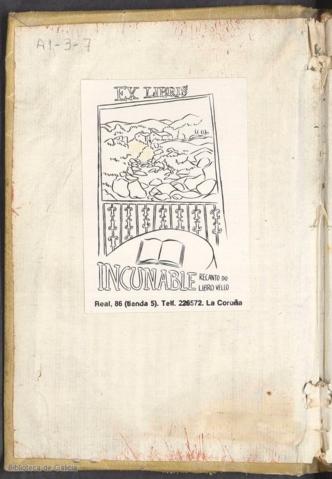 A1-3-7
EX LIBRIS
INCUNABLE RECANTO DO
LIBRO VELLO
Real, 86 (tienda 5). Telf. 226572. La Coruña
Biblioteca de Galicia